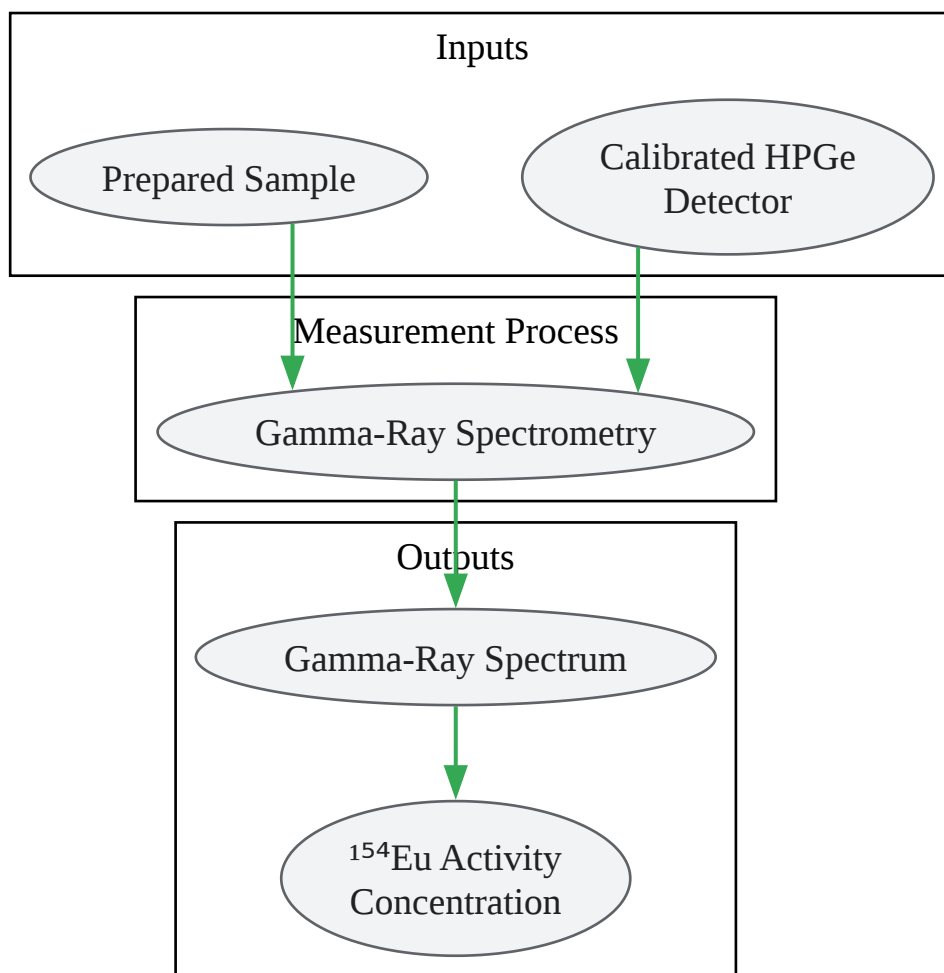 Inputs
Prepared Sample
Calibrated HPGe
Detector
Measurement Process
Gamma-Ray Spectrometry
Outputs
Gamma-Ray Spectrum
¹⁵⁴Eu Activity
Concentration